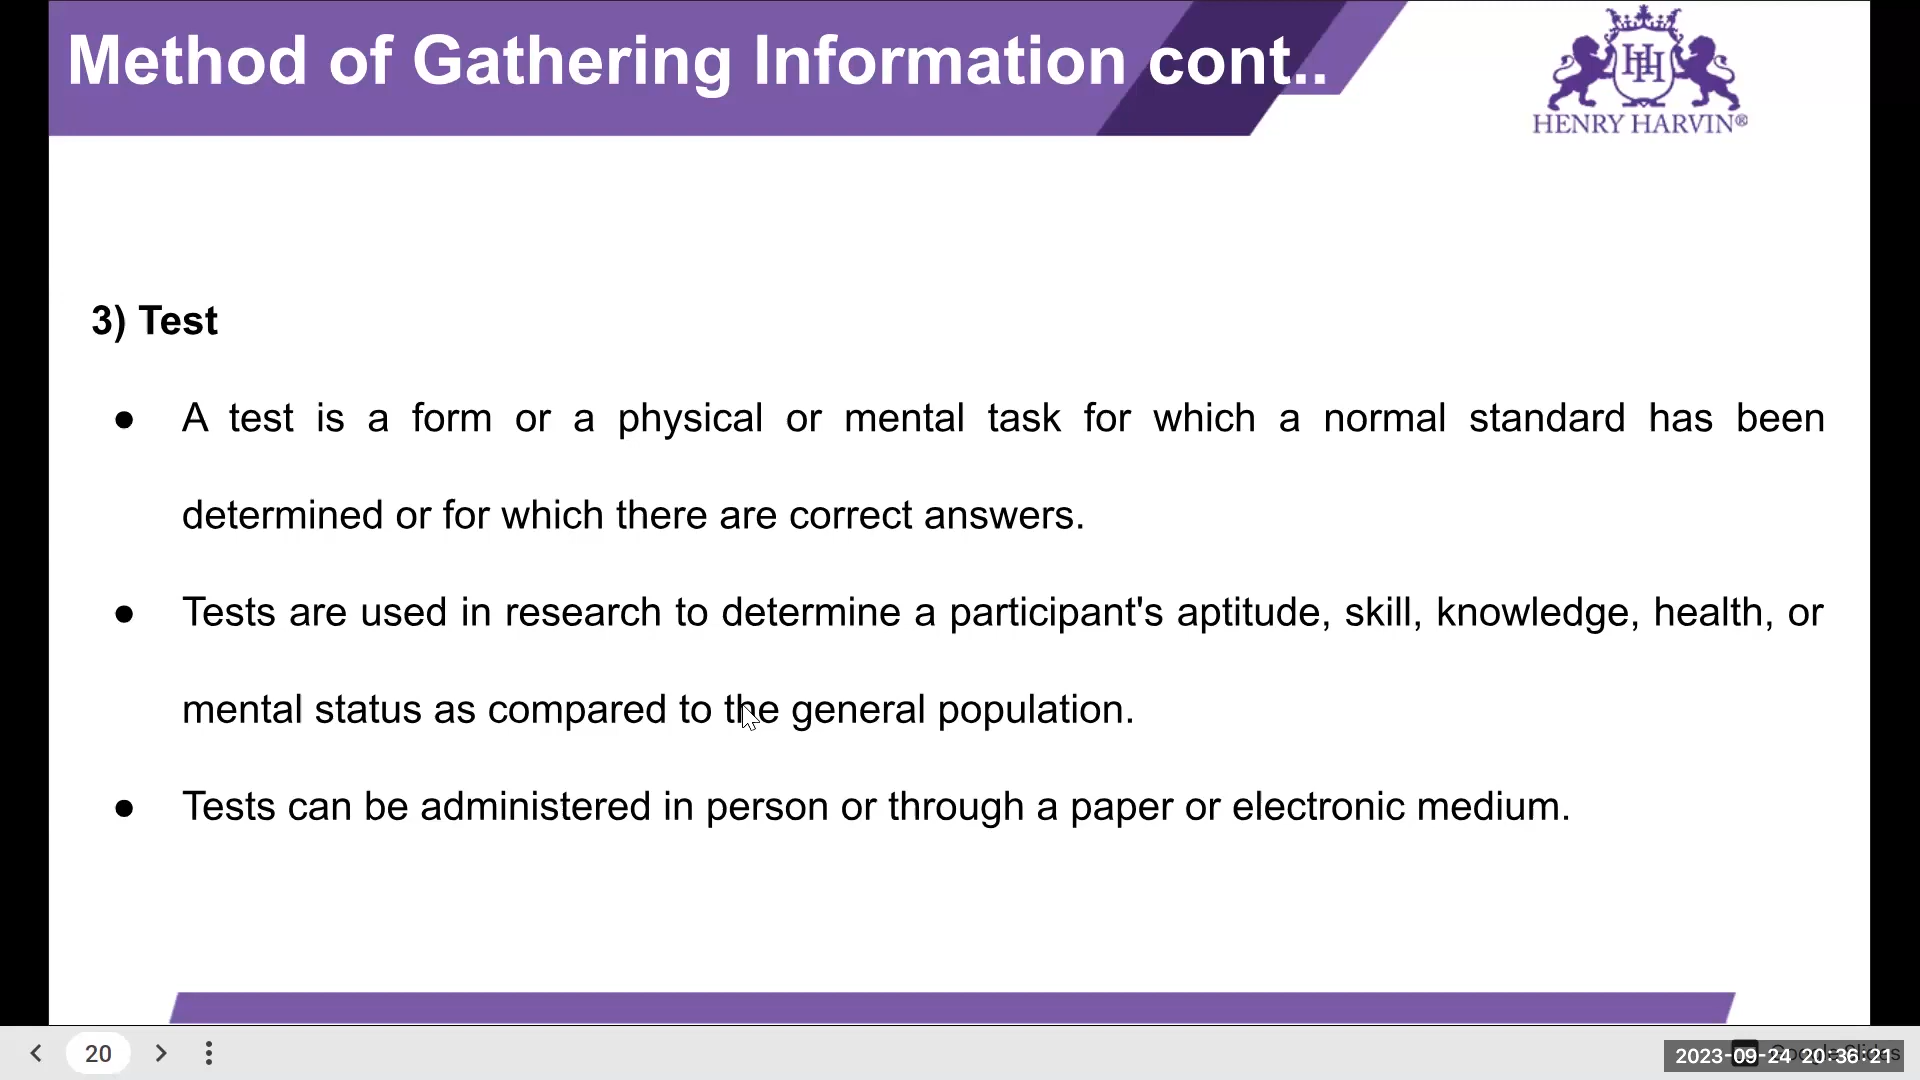 Method of Gathering Information cont..
HENRY HARVIN®
3) Test
● A test is a form or a physical or mental task for which a normal standard has been
determined or for which there are correct answers.
● Tests are used in research to determine a participant's aptitude, skill, knowledge, health, or
mental status as compared to the general population.
● Tests can be administered in person or through a paper or electronic medium.
20
2023-09-24 20:36:21